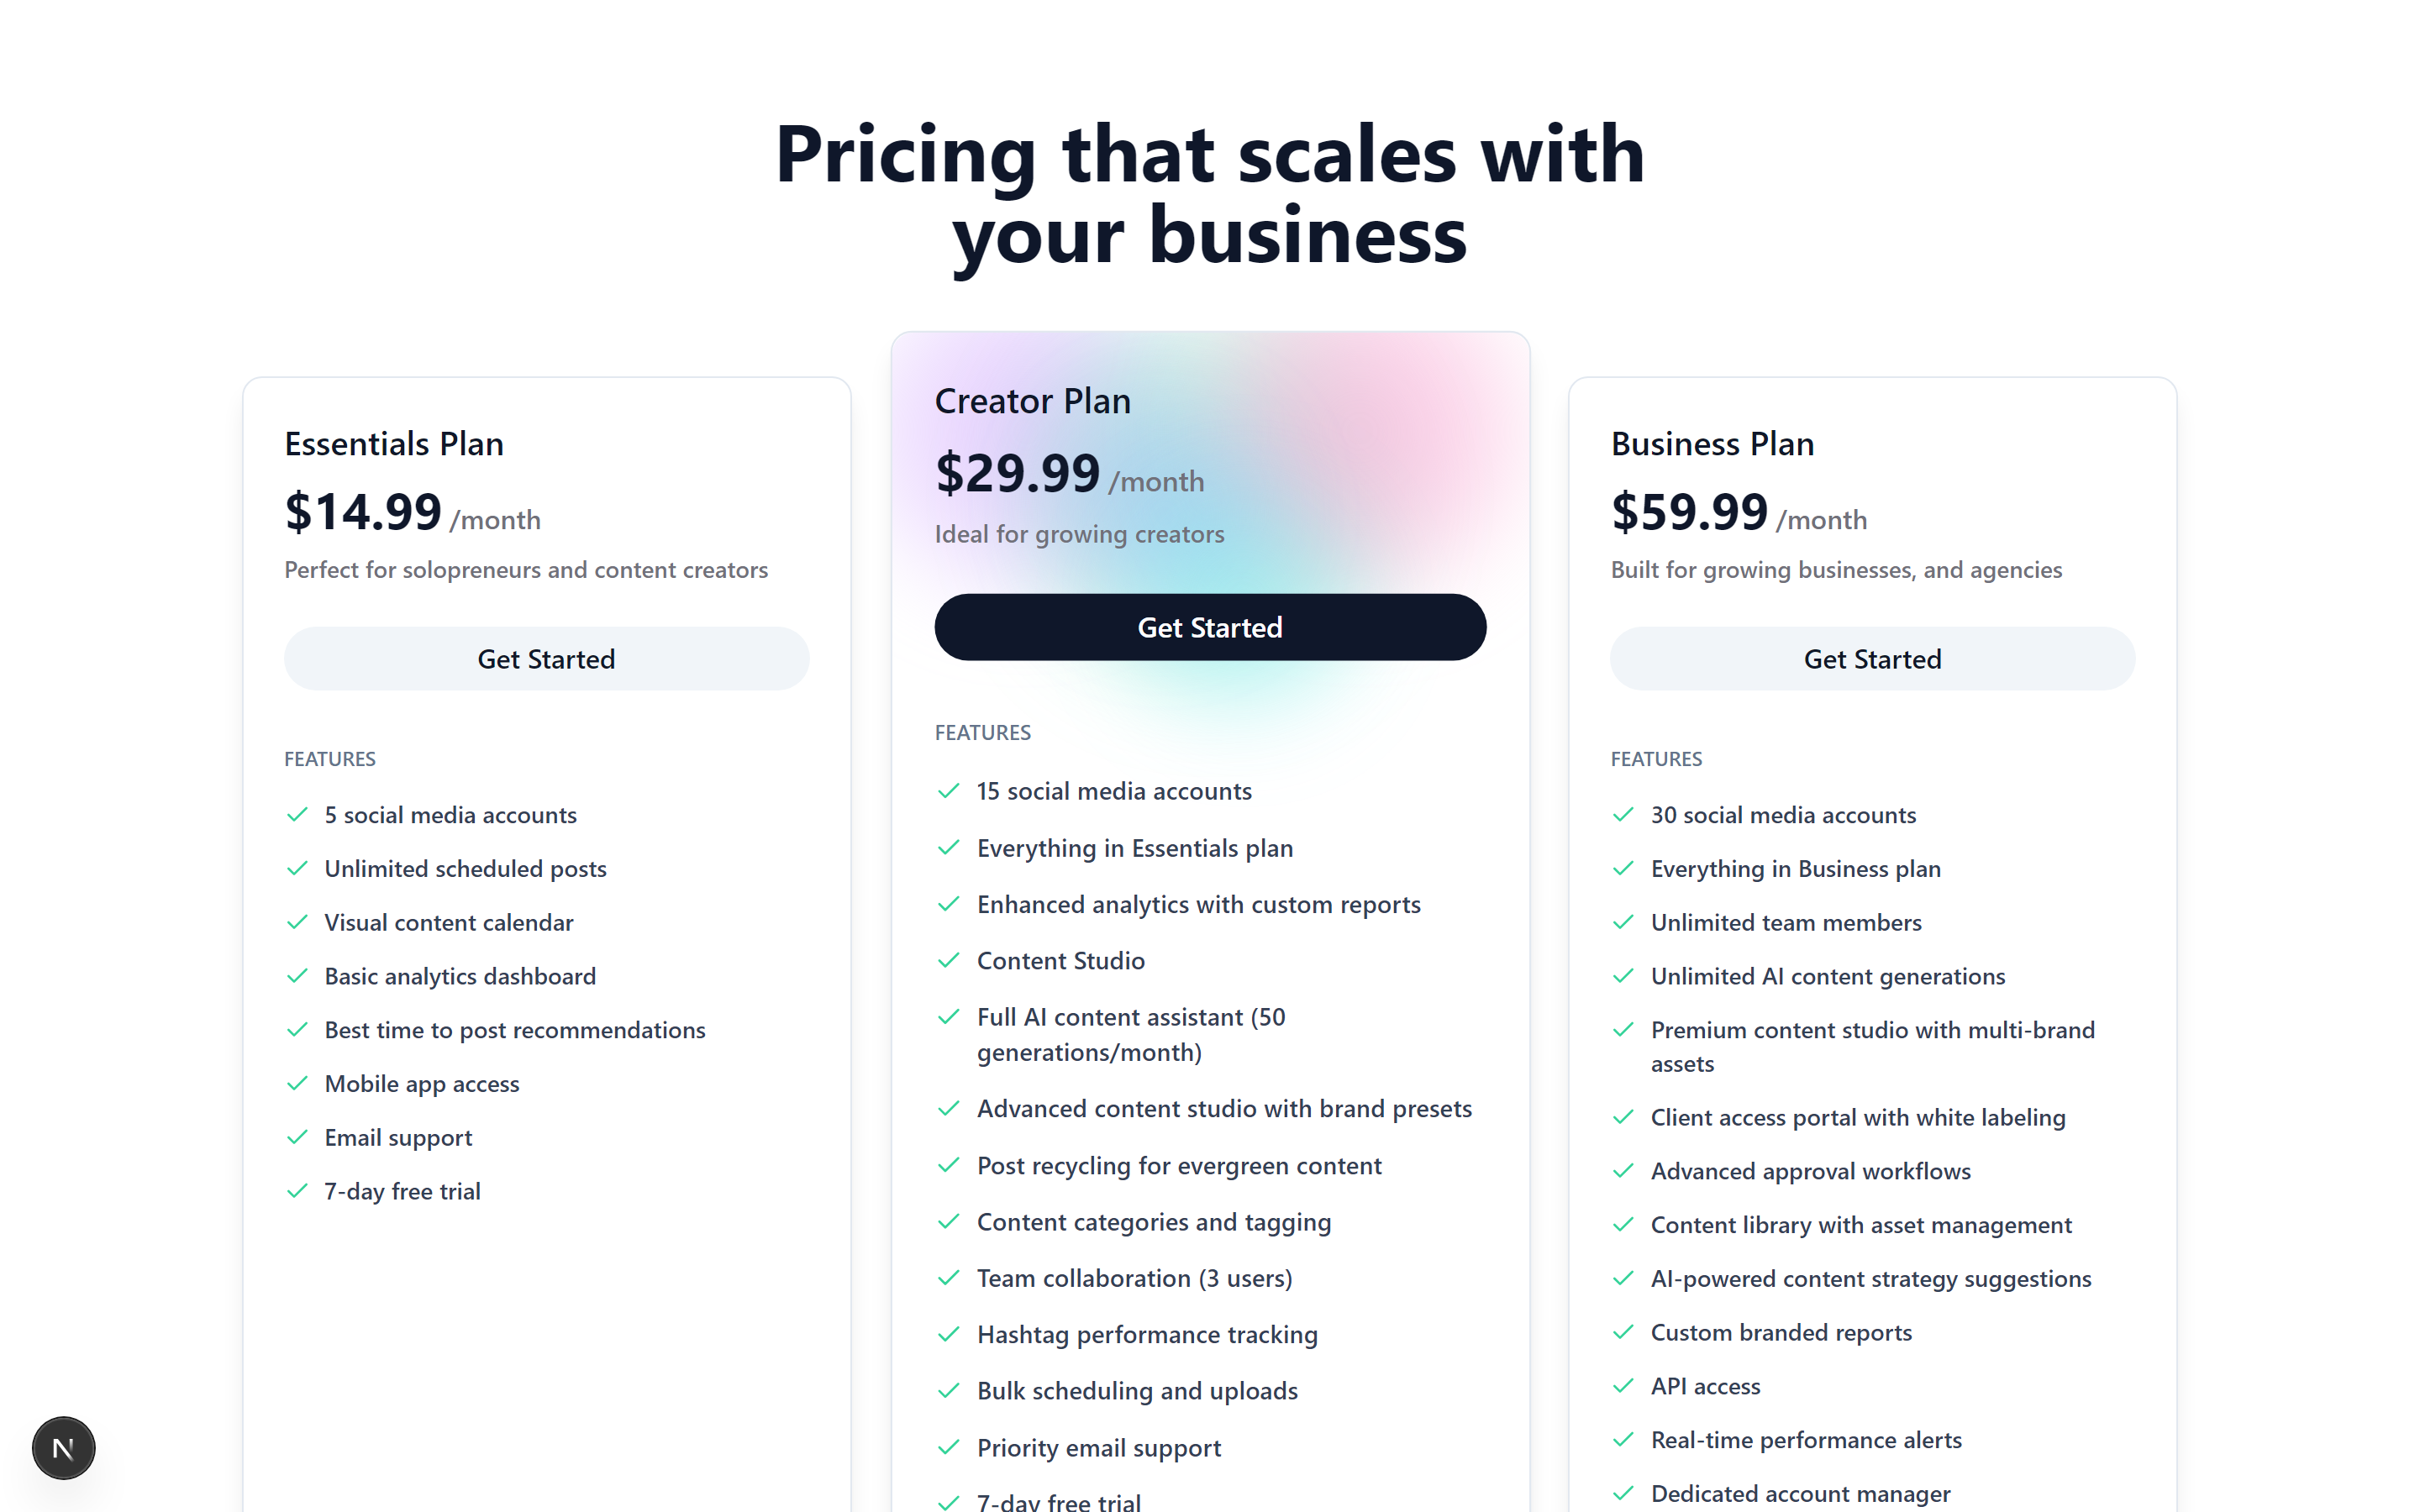 Pricing that scales with
your business
Essentials Plan
$14.99 /month
Perfect for solopreneurs and content creators
Get Started
FEATURES
5 social media accounts
Unlimited scheduled posts
Visual content calendar
Basic analytics dashboard
Best time to post recommendations
Mobile app access
Email support
7-day free trial
Creator Plan
$29.99 /month
Ideal for growing creators
Get Started
FEATURES
15 social media accounts
Everything in Essentials plan
Enhanced analytics with custom reports
Content Studio
Full AI content assistant (50
generations/month)
Advanced content studio with brand presets
Post recycling for evergreen content
Content categories and tagging
Team collaboration (3 users)
Hashtag performance tracking
Bulk scheduling and uploads
Priority email support
7-day free trial
Business Plan
$59.99 /month
Built for growing businesses, and agencies
Get Started
FEATURES
30 social media accounts
Everything in Business plan
Unlimited team members
Unlimited AI content generations
Premium content studio with multi-brand
assets
Client access portal with white labeling
Advanced approval workflows
Content library with asset management
AI-powered content strategy suggestions
Custom branded reports
API access
Real-time performance alerts
Dedicated account manager
N